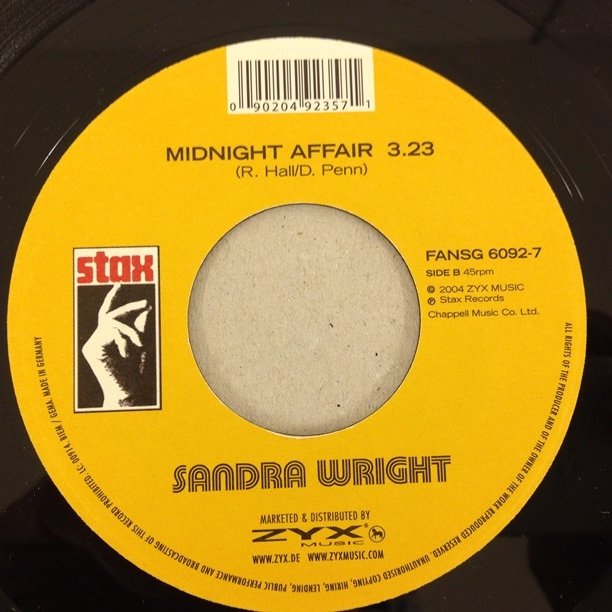 0 90204 92357 1
MIDNIGHT AFFAIR 3.23
(R. Hall/D. Penn)
stax
FANSG 6092-7
SIDE B 45rpm
© 2004 ZYX MUSIC
℗ Stax Records
Chappell Music Co. Ltd.
SANDRA WRIGHT
MARKETED & DISTRIBUTED BY
ZYX
MUSIC
WWW.ZYX.DE WWW.ZYXMUSIC.COM
ALL RIGHTS OF THE PRODUCER AND OF THE OWNER OF THE WORK REPRODUCED RESERVED. UNAUTHORISED COPYING, HIRING, LENDING, PUBLIC PERFORMANCE AND BROADCASTING OF THIS RECORD PROHIBITED. LC 00914 BIEM / GEMA. MADE IN GERMANY